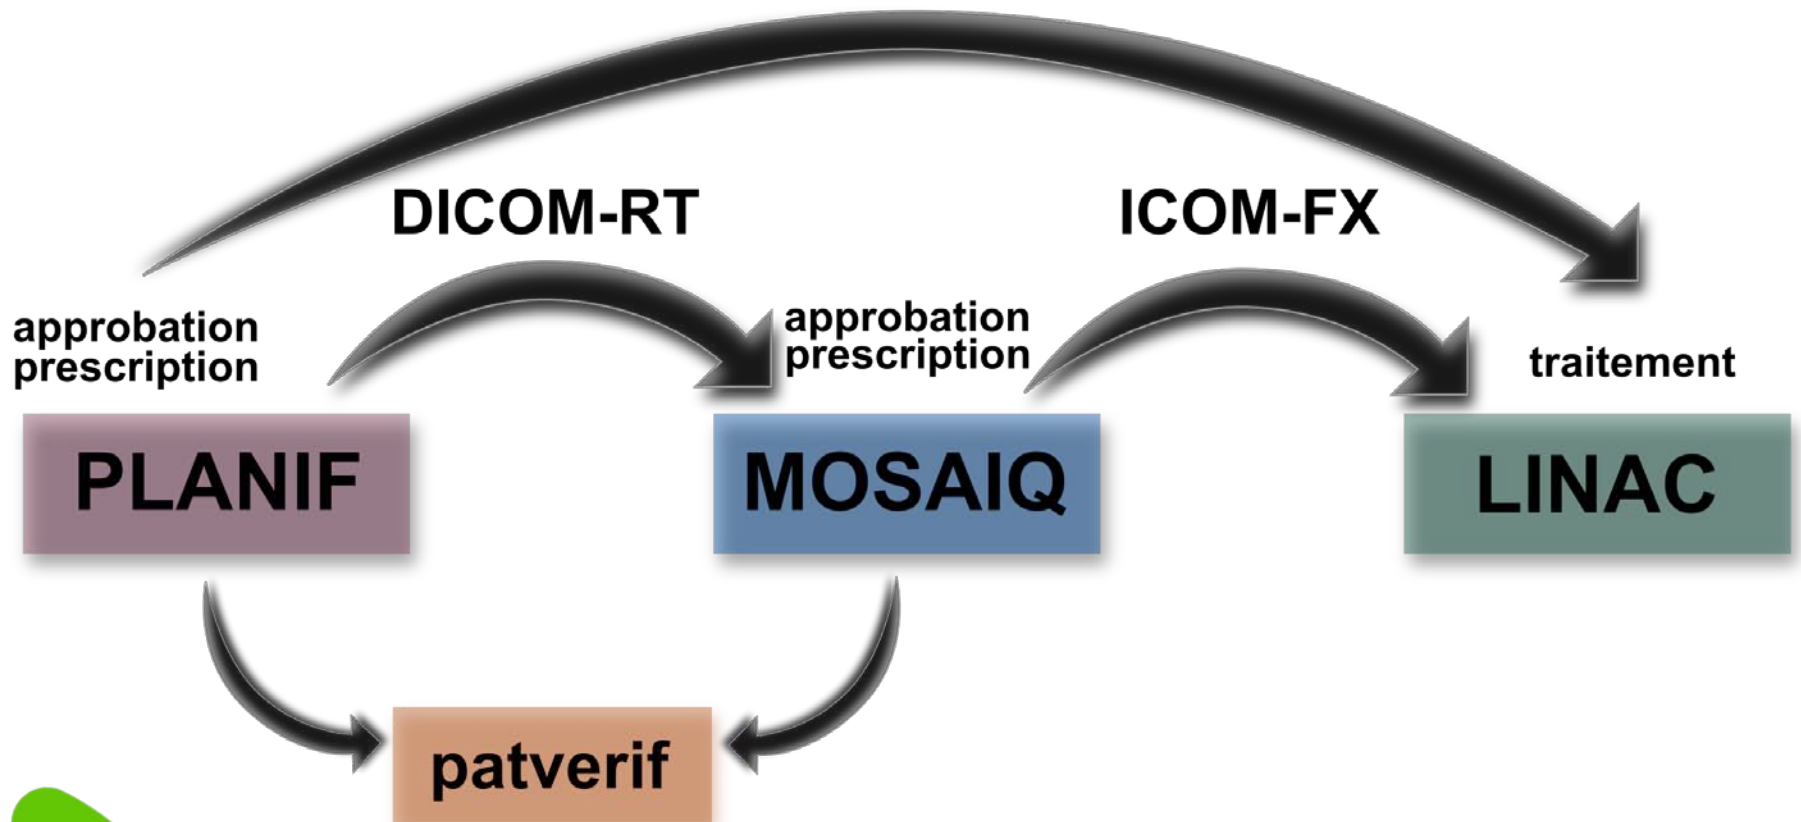 DICOM-RT
ICOM-FX
approbation
prescription
approbation
prescription
traitement
PLANIF
MOSAIQ
LINAC
patverif